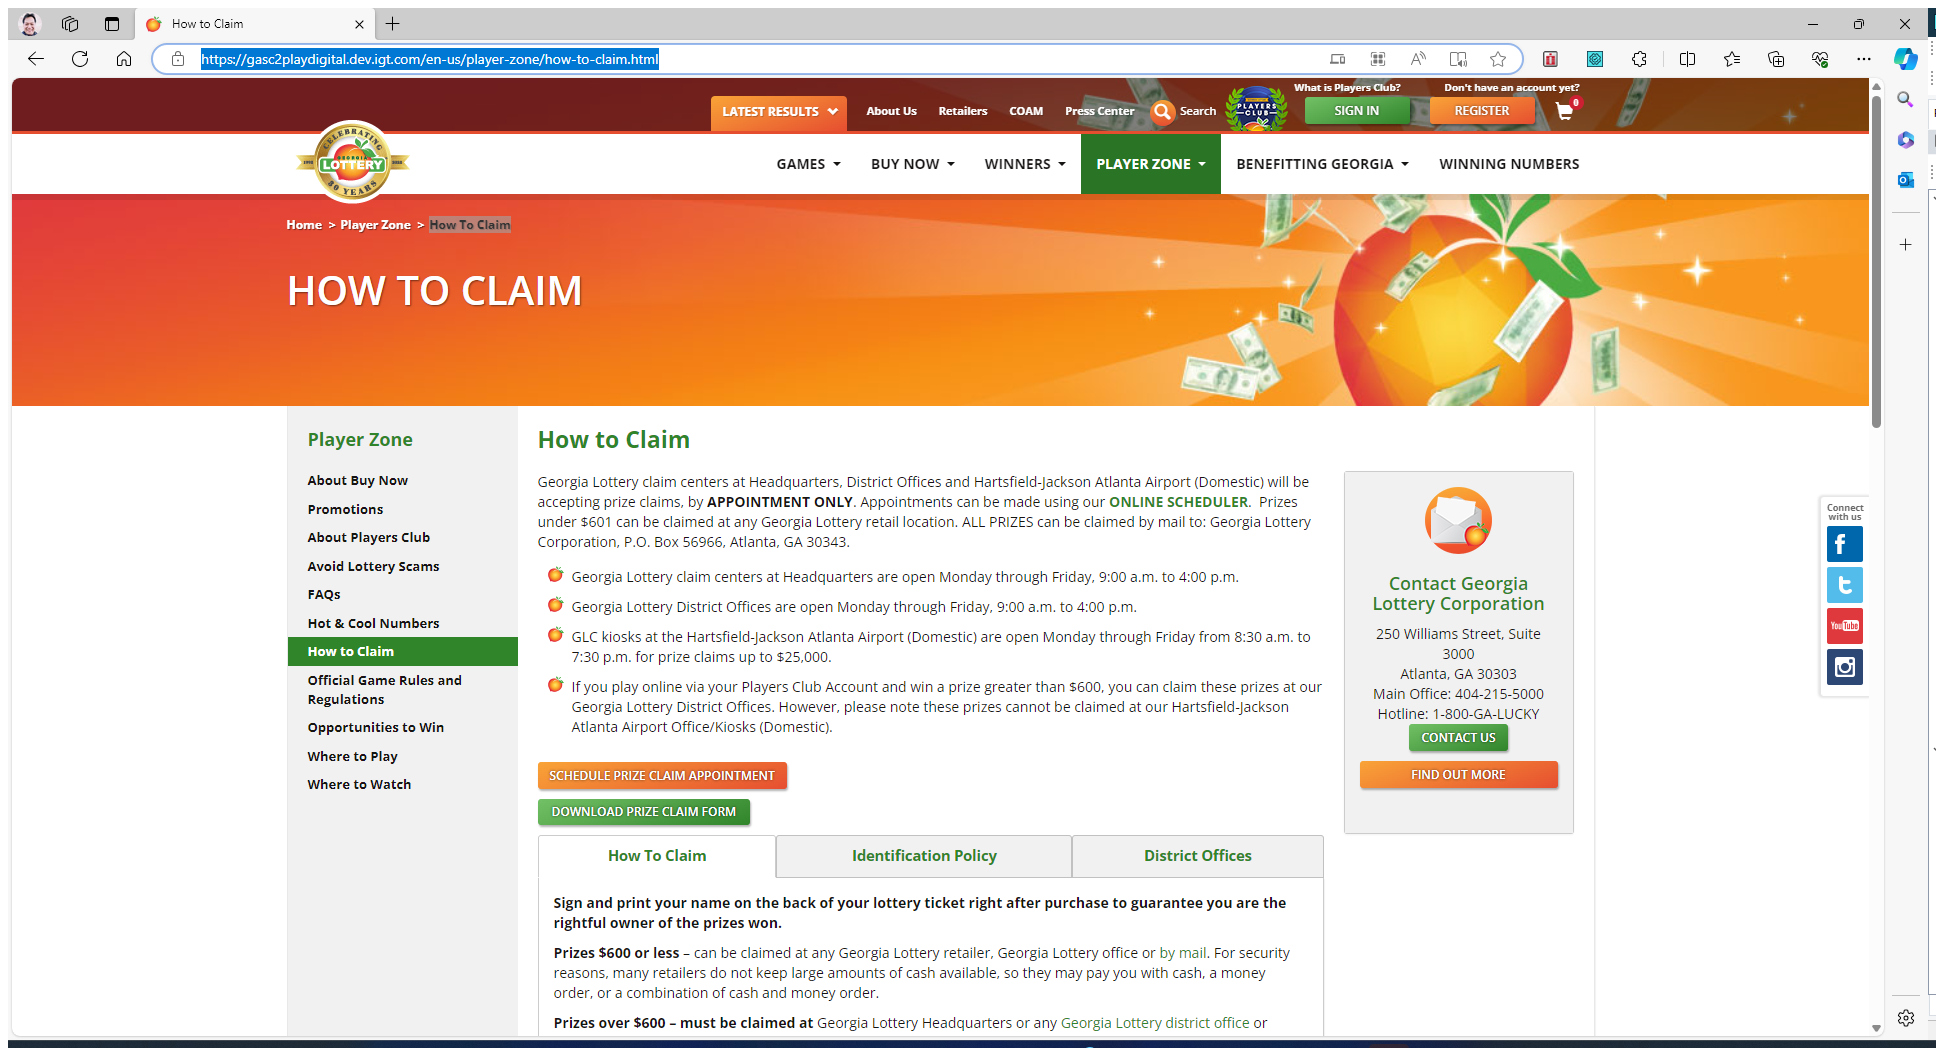 How to Claim
https://gasc2playdigital.dev.igt.com/en-us/player-zone/how-to-claim.html
What is Players Club?
Don't have an account yet?
LATEST RESULTS
About Us
Retailers
COAM
Press Center
Search
PLAYERS
CLUB
SIGN IN
REGISTER
0
CELEBRATING
GEORGIA
LOTTERY
30 YEARS
GAMES
BUY NOW
WINNERS
PLAYER ZONE
BENEFITTING GEORGIA
WINNING NUMBERS
Home > Player Zone > How To Claim
HOW TO CLAIM
Player Zone
About Buy Now
Promotions
About Players Club
Avoid Lottery Scams
FAQs
Hot & Cool Numbers
How to Claim
Official Game Rules and
Regulations
Opportunities to Win
Where to Play
Where to Watch
How to Claim
Georgia Lottery claim centers at Headquarters, District Offices and Hartsfield-Jackson Atlanta Airport (Domestic) will be
accepting prize claims, by APPOINTMENT ONLY. Appointments can be made using our ONLINE SCHEDULER. Prizes
under $601 can be claimed at any Georgia Lottery retail location. ALL PRIZES can be claimed by mail to: Georgia Lottery
Corporation, P.O. Box 56966, Atlanta, GA 30343.
Georgia Lottery claim centers at Headquarters are open Monday through Friday, 9:00 a.m. to 4:00 p.m.
Georgia Lottery District Offices are open Monday through Friday, 9:00 a.m. to 4:00 p.m.
GLC kiosks at the Hartsfield-Jackson Atlanta Airport (Domestic) are open Monday through Friday from 8:30 a.m. to
7:30 p.m. for prize claims up to $25,000.
If you play online via your Players Club Account and win a prize greater than $600, you can claim these prizes at our
Georgia Lottery District Offices. However, please note these prizes cannot be claimed at our Hartsfield-Jackson
Atlanta Airport Office/Kiosks (Domestic).
SCHEDULE PRIZE CLAIM APPOINTMENT
DOWNLOAD PRIZE CLAIM FORM
How To Claim
Identification Policy
District Offices
Sign and print your name on the back of your lottery ticket right after purchase to guarantee you are the
rightful owner of the prizes won.
Prizes $600 or less – can be claimed at any Georgia Lottery retailer, Georgia Lottery office or by mail. For security
reasons, many retailers do not keep large amounts of cash available, so they may pay you with cash, a money
order, or a combination of cash and money order.
Prizes over $600 – must be claimed at Georgia Lottery Headquarters or any Georgia Lottery district office or
Contact Georgia
Lottery Corporation
250 Williams Street, Suite
3000
Atlanta, GA 30303
Main Office: 404-215-5000
Hotline: 1-800-GA-LUCKY
CONTACT US
FIND OUT MORE
Connect
with us
f
t
You Tube